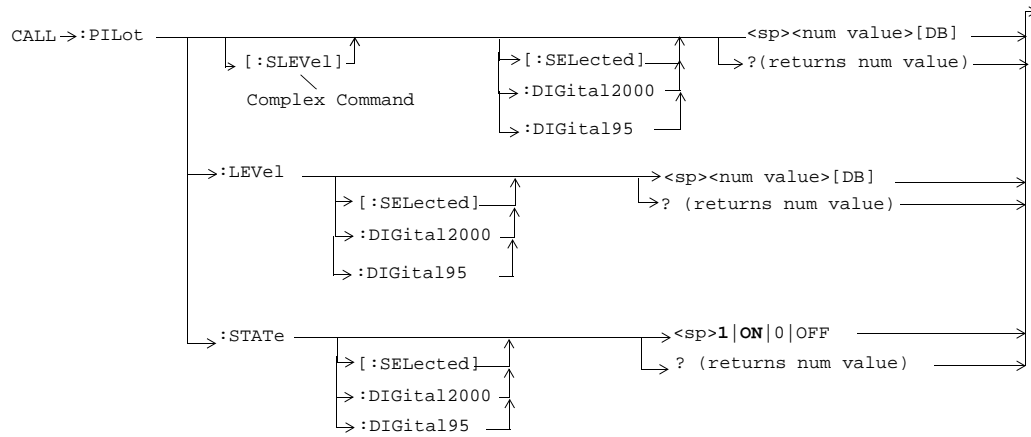 CALL :PILot <sp><num value>[DB]
[:SLEVel] [:SELected] ?(returns num value)
Complex Command :DIGital2000
:DIGital95
:LEVel <sp><num value>[DB]
[:SELected] ? (returns num value)
:DIGital2000
:DIGital95
:STATe <sp>1|ON|0|OFF
[:SELected] ? (returns num value)
:DIGital2000
:DIGital95